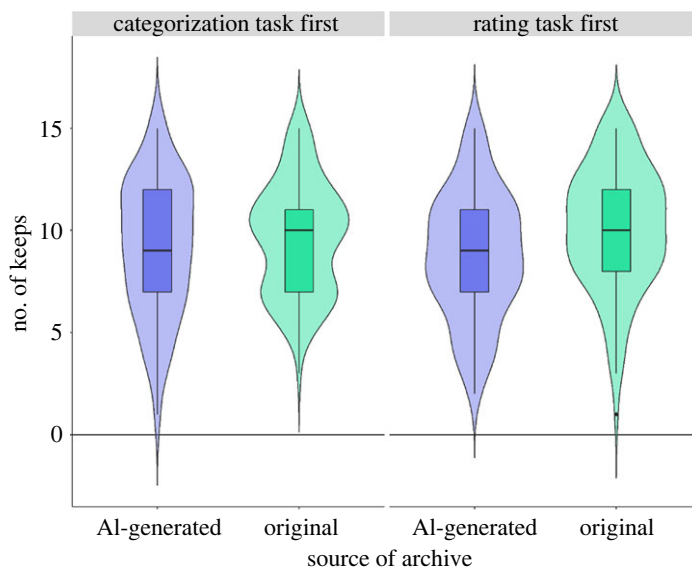 categorization task first
rating task first
no. of keeps
15
10
5
0
AI-generated
original
AI-generated
original
source of archive